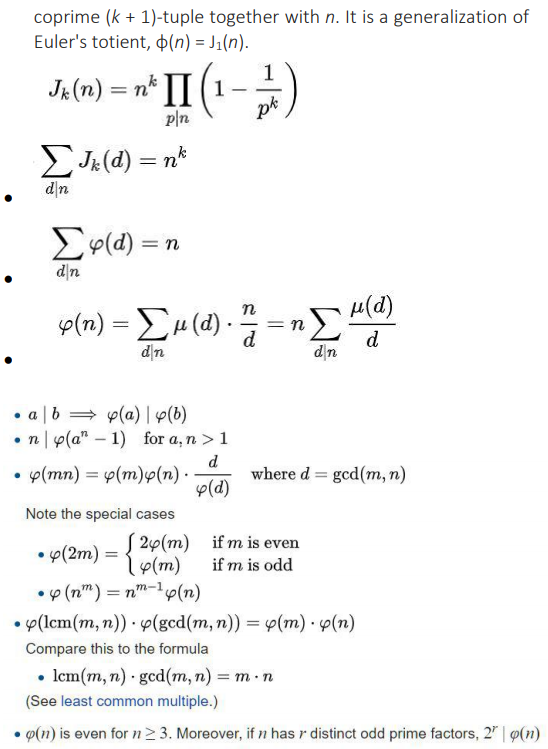 coprime (k + 1)-tuple together with n. It is a generalization of
Euler's totient, ϕ(n) = J₁(n).
J_k(n) = n^k ∏_{p|n} (1 − 1/p^k)
• ∑_{d|n} J_k(d) = n^k
• ∑_{d|n} φ(d) = n
• φ(n) = ∑_{d|n} μ(d) · n/d = n ∑_{d|n} μ(d)/d
• a | b ⟹ φ(a) | φ(b)
• n | φ(aⁿ − 1) for a, n > 1
• φ(mn) = φ(m)φ(n) · d/φ(d) where d = gcd(m, n)
Note the special cases
• φ(2m) = { 2φ(m) if m is even
φ(m) if m is odd
• φ(n^m) = n^{m−1}φ(n)
• φ(lcm(m, n)) · φ(gcd(m, n)) = φ(m) · φ(n)
Compare this to the formula
• lcm(m, n) · gcd(m, n) = m · n
(See least common multiple.)
• φ(n) is even for n ≥ 3. Moreover, if n has r distinct odd prime factors, 2^r | φ(n)